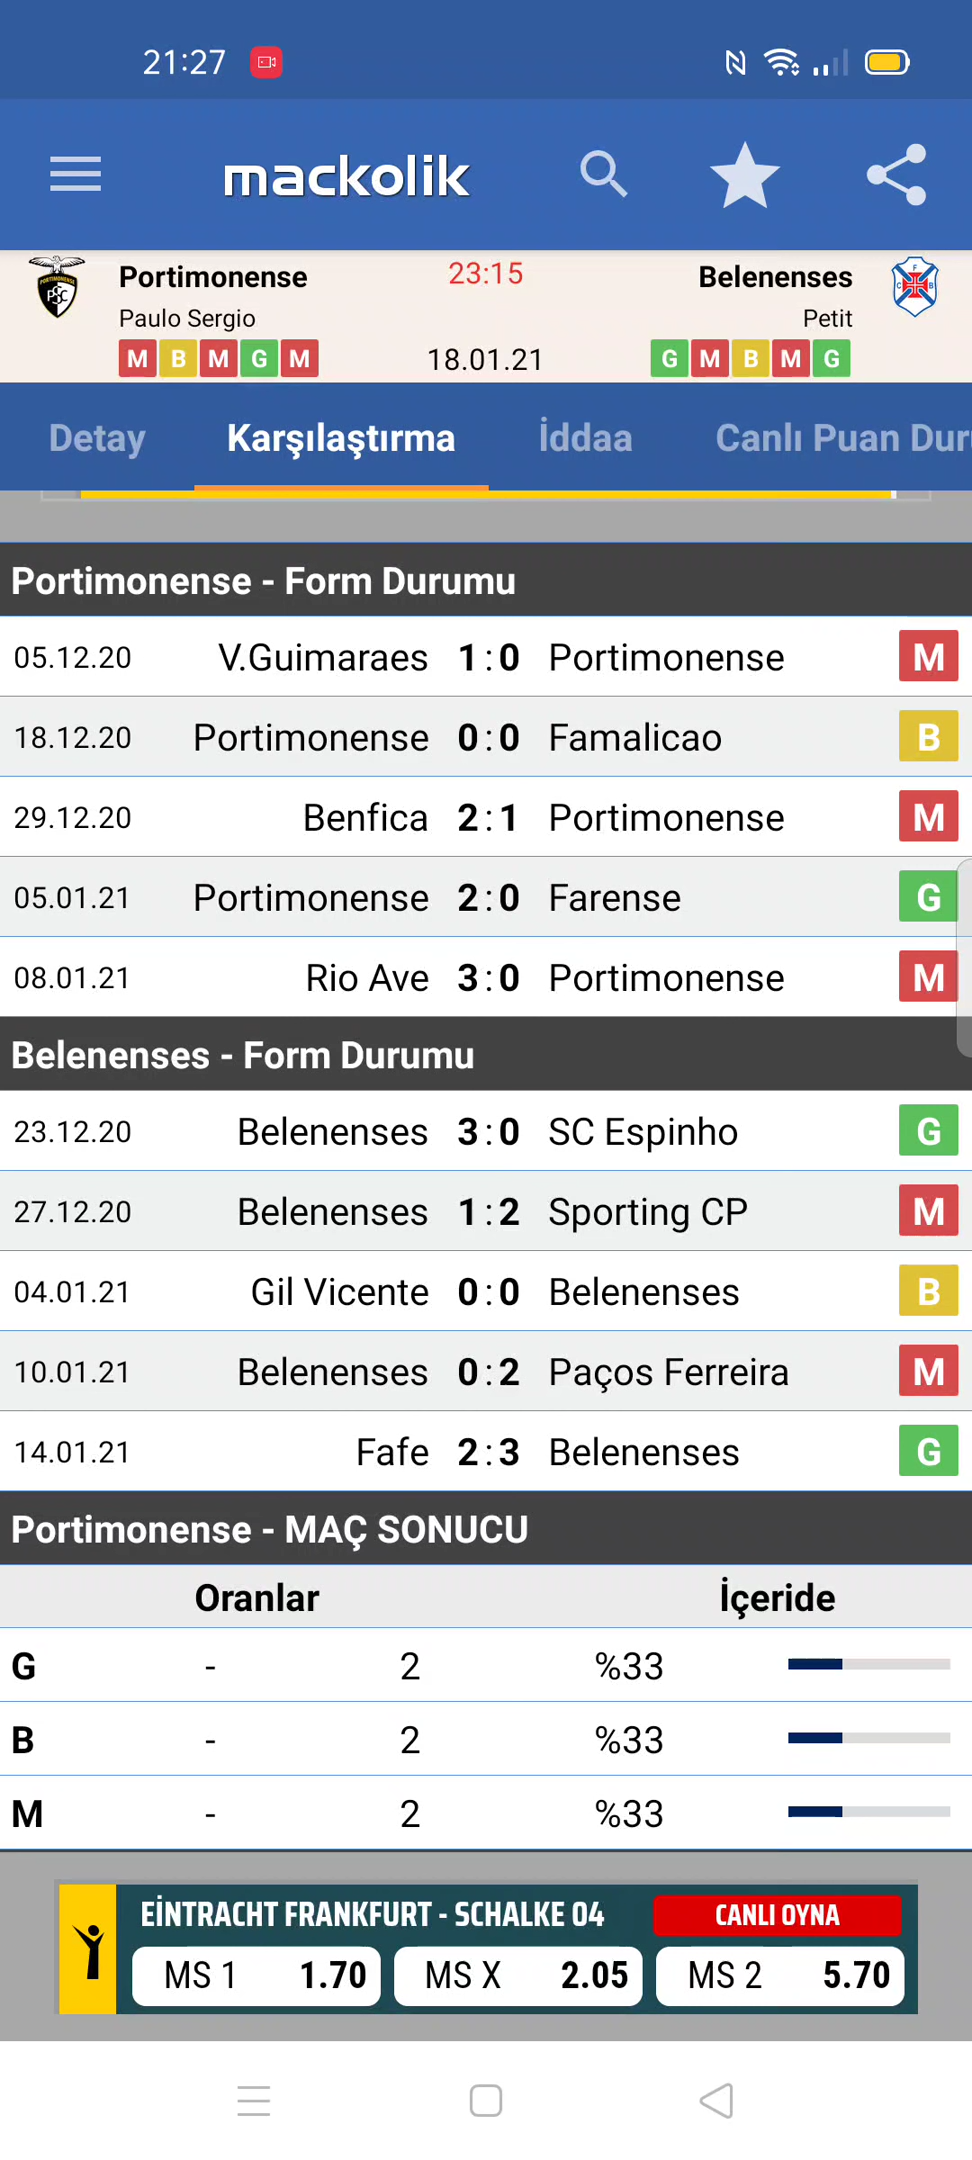 21:27
mackolik
Portimonense 23:15 Belenenses
Paulo Sergio Petit
M B M G M 18.01.21 G M B M G
Detay Karşılaştırma İddaa Canlı Puan Dur
Portimonense - Form Durumu
05.12.20 V.Guimaraes 1:0 Portimonense M
18.12.20 Portimonense 0:0 Famalicao B
29.12.20 Benfica 2:1 Portimonense M
05.01.21 Portimonense 2:0 Farense G
08.01.21 Rio Ave 3:0 Portimonense M
Belenenses - Form Durumu
23.12.20 Belenenses 3:0 SC Espinho G
27.12.20 Belenenses 1:2 Sporting CP M
04.01.21 Gil Vicente 0:0 Belenenses B
10.01.21 Belenenses 0:2 Paços Ferreira M
14.01.21 Fafe 2:3 Belenenses G
Portimonense - MAÇ SONUCU
Oranlar İçeride
G - 2 %33
B - 2 %33
M - 2 %33
EİNTRACHT FRANKFURT - SCHALKE 04 CANLI OYNA
MS 1 1.70 MS X 2.05 MS 2 5.70